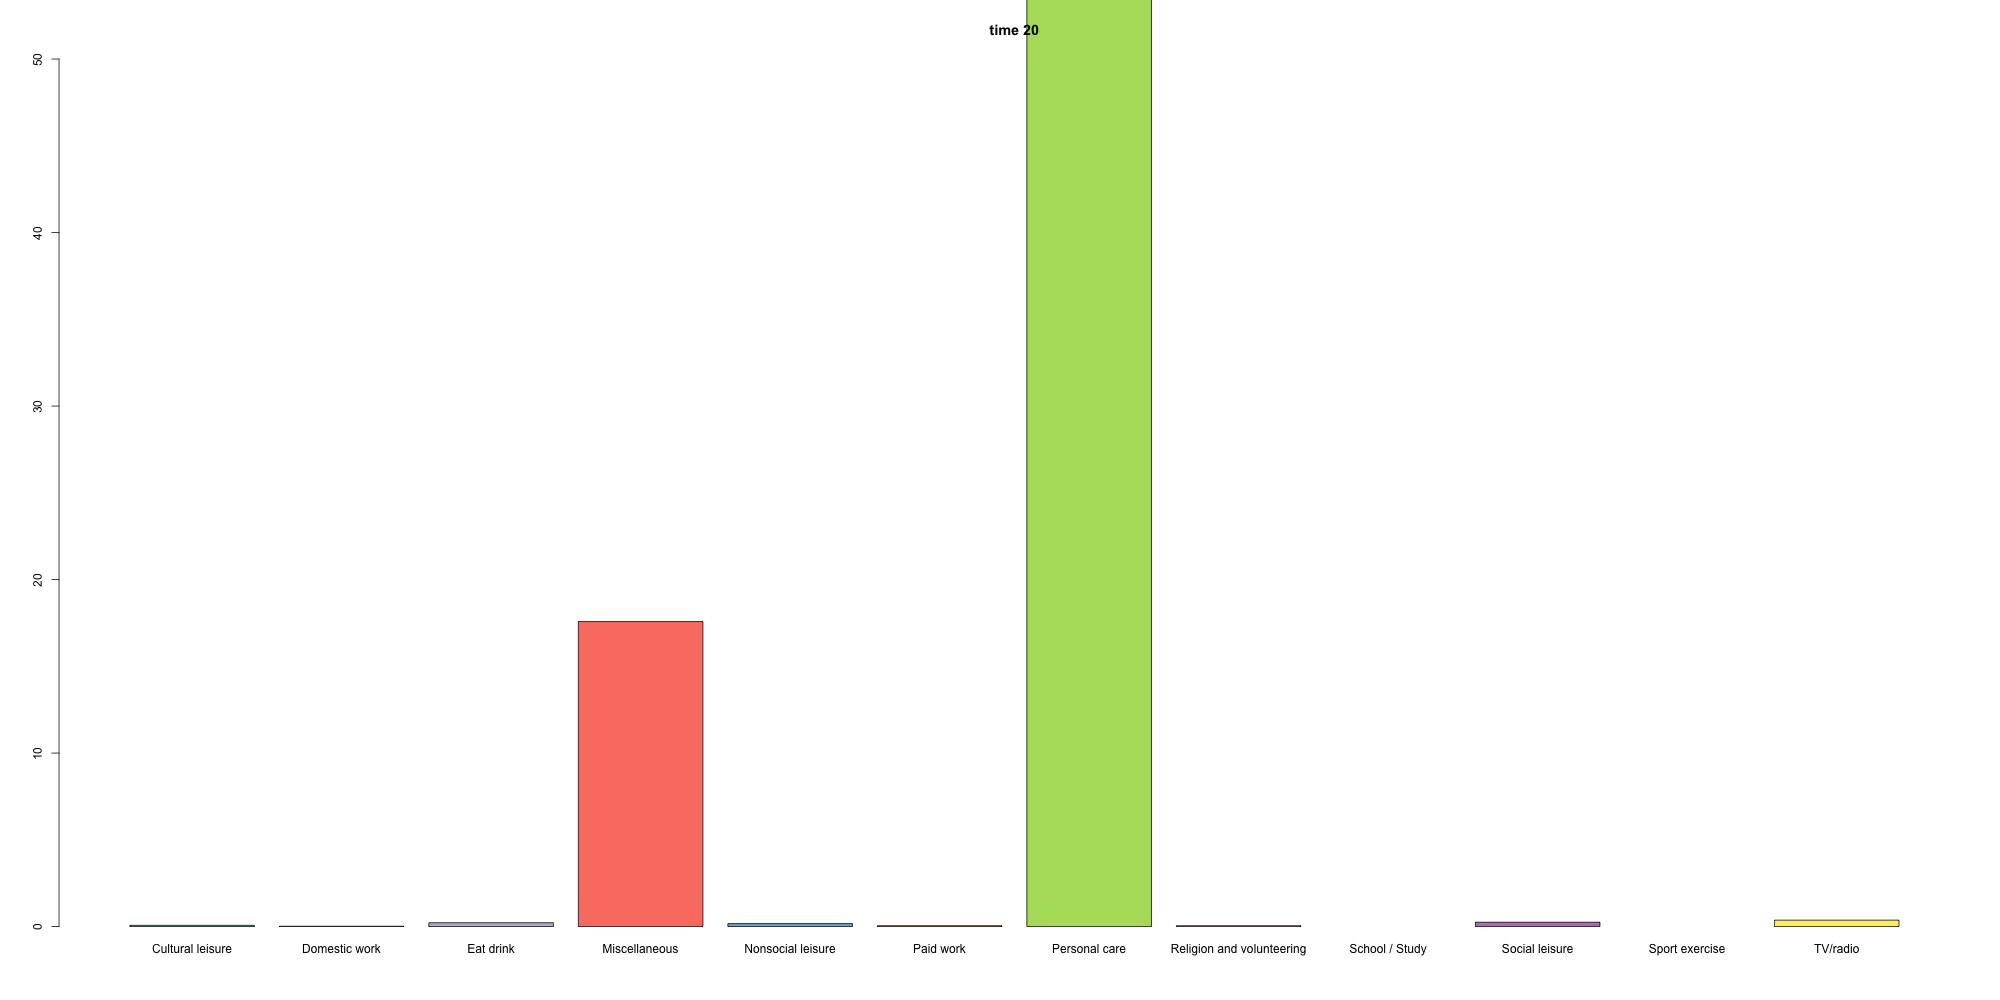 time 20
50
40
30
20
10
0
Cultural leisure
Domestic work
Eat drink
Miscellaneous
Nonsocial leisure
Paid work
Personal care
Religion and volunteering
School / Study
Social leisure
Sport exercise
TV/radio